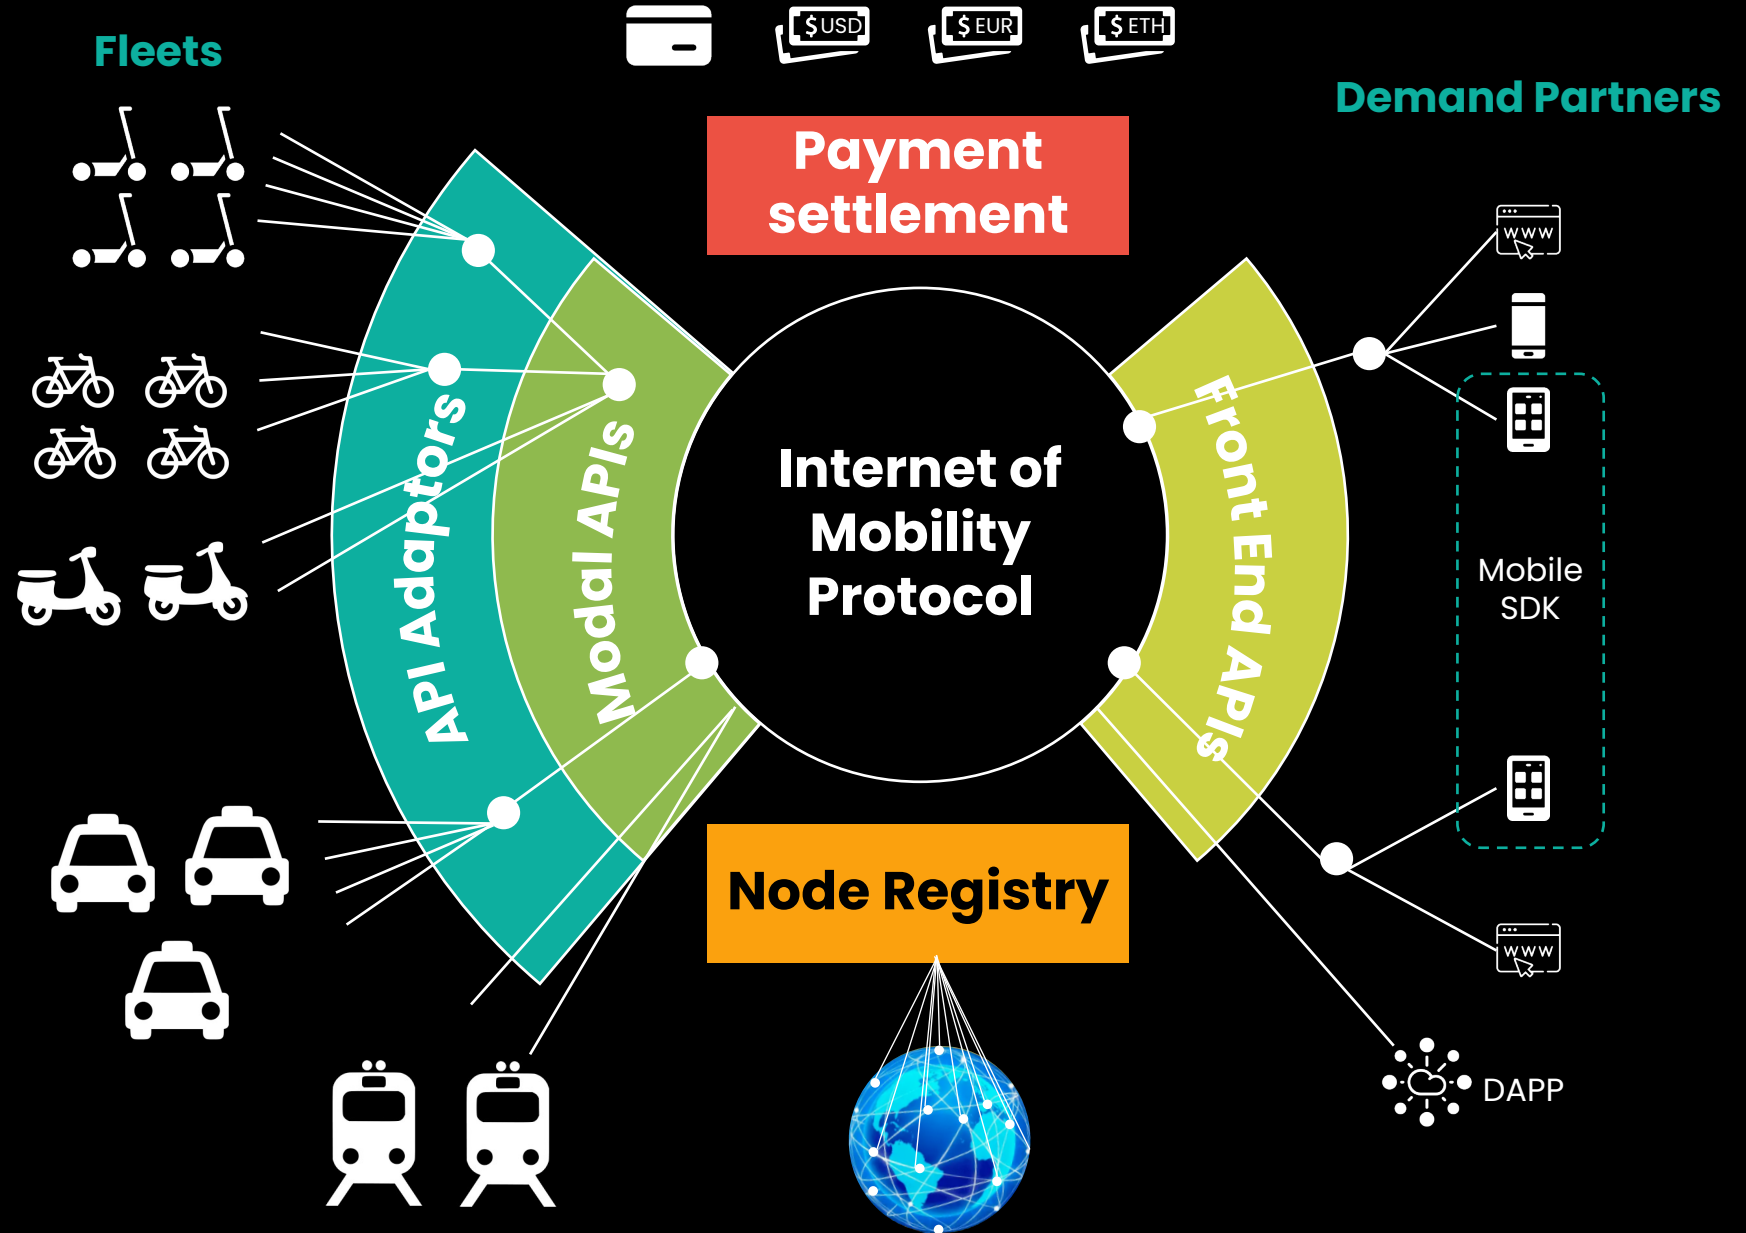 Fleets
$ USD
$ EUR
$ ETH
Demand Partners
Payment
settlement
WWW
API Adaptors
Modal APIs
Internet of
Mobility
Protocol
Front End APIs
Mobile
SDK
Node Registry
WWW
DAPP